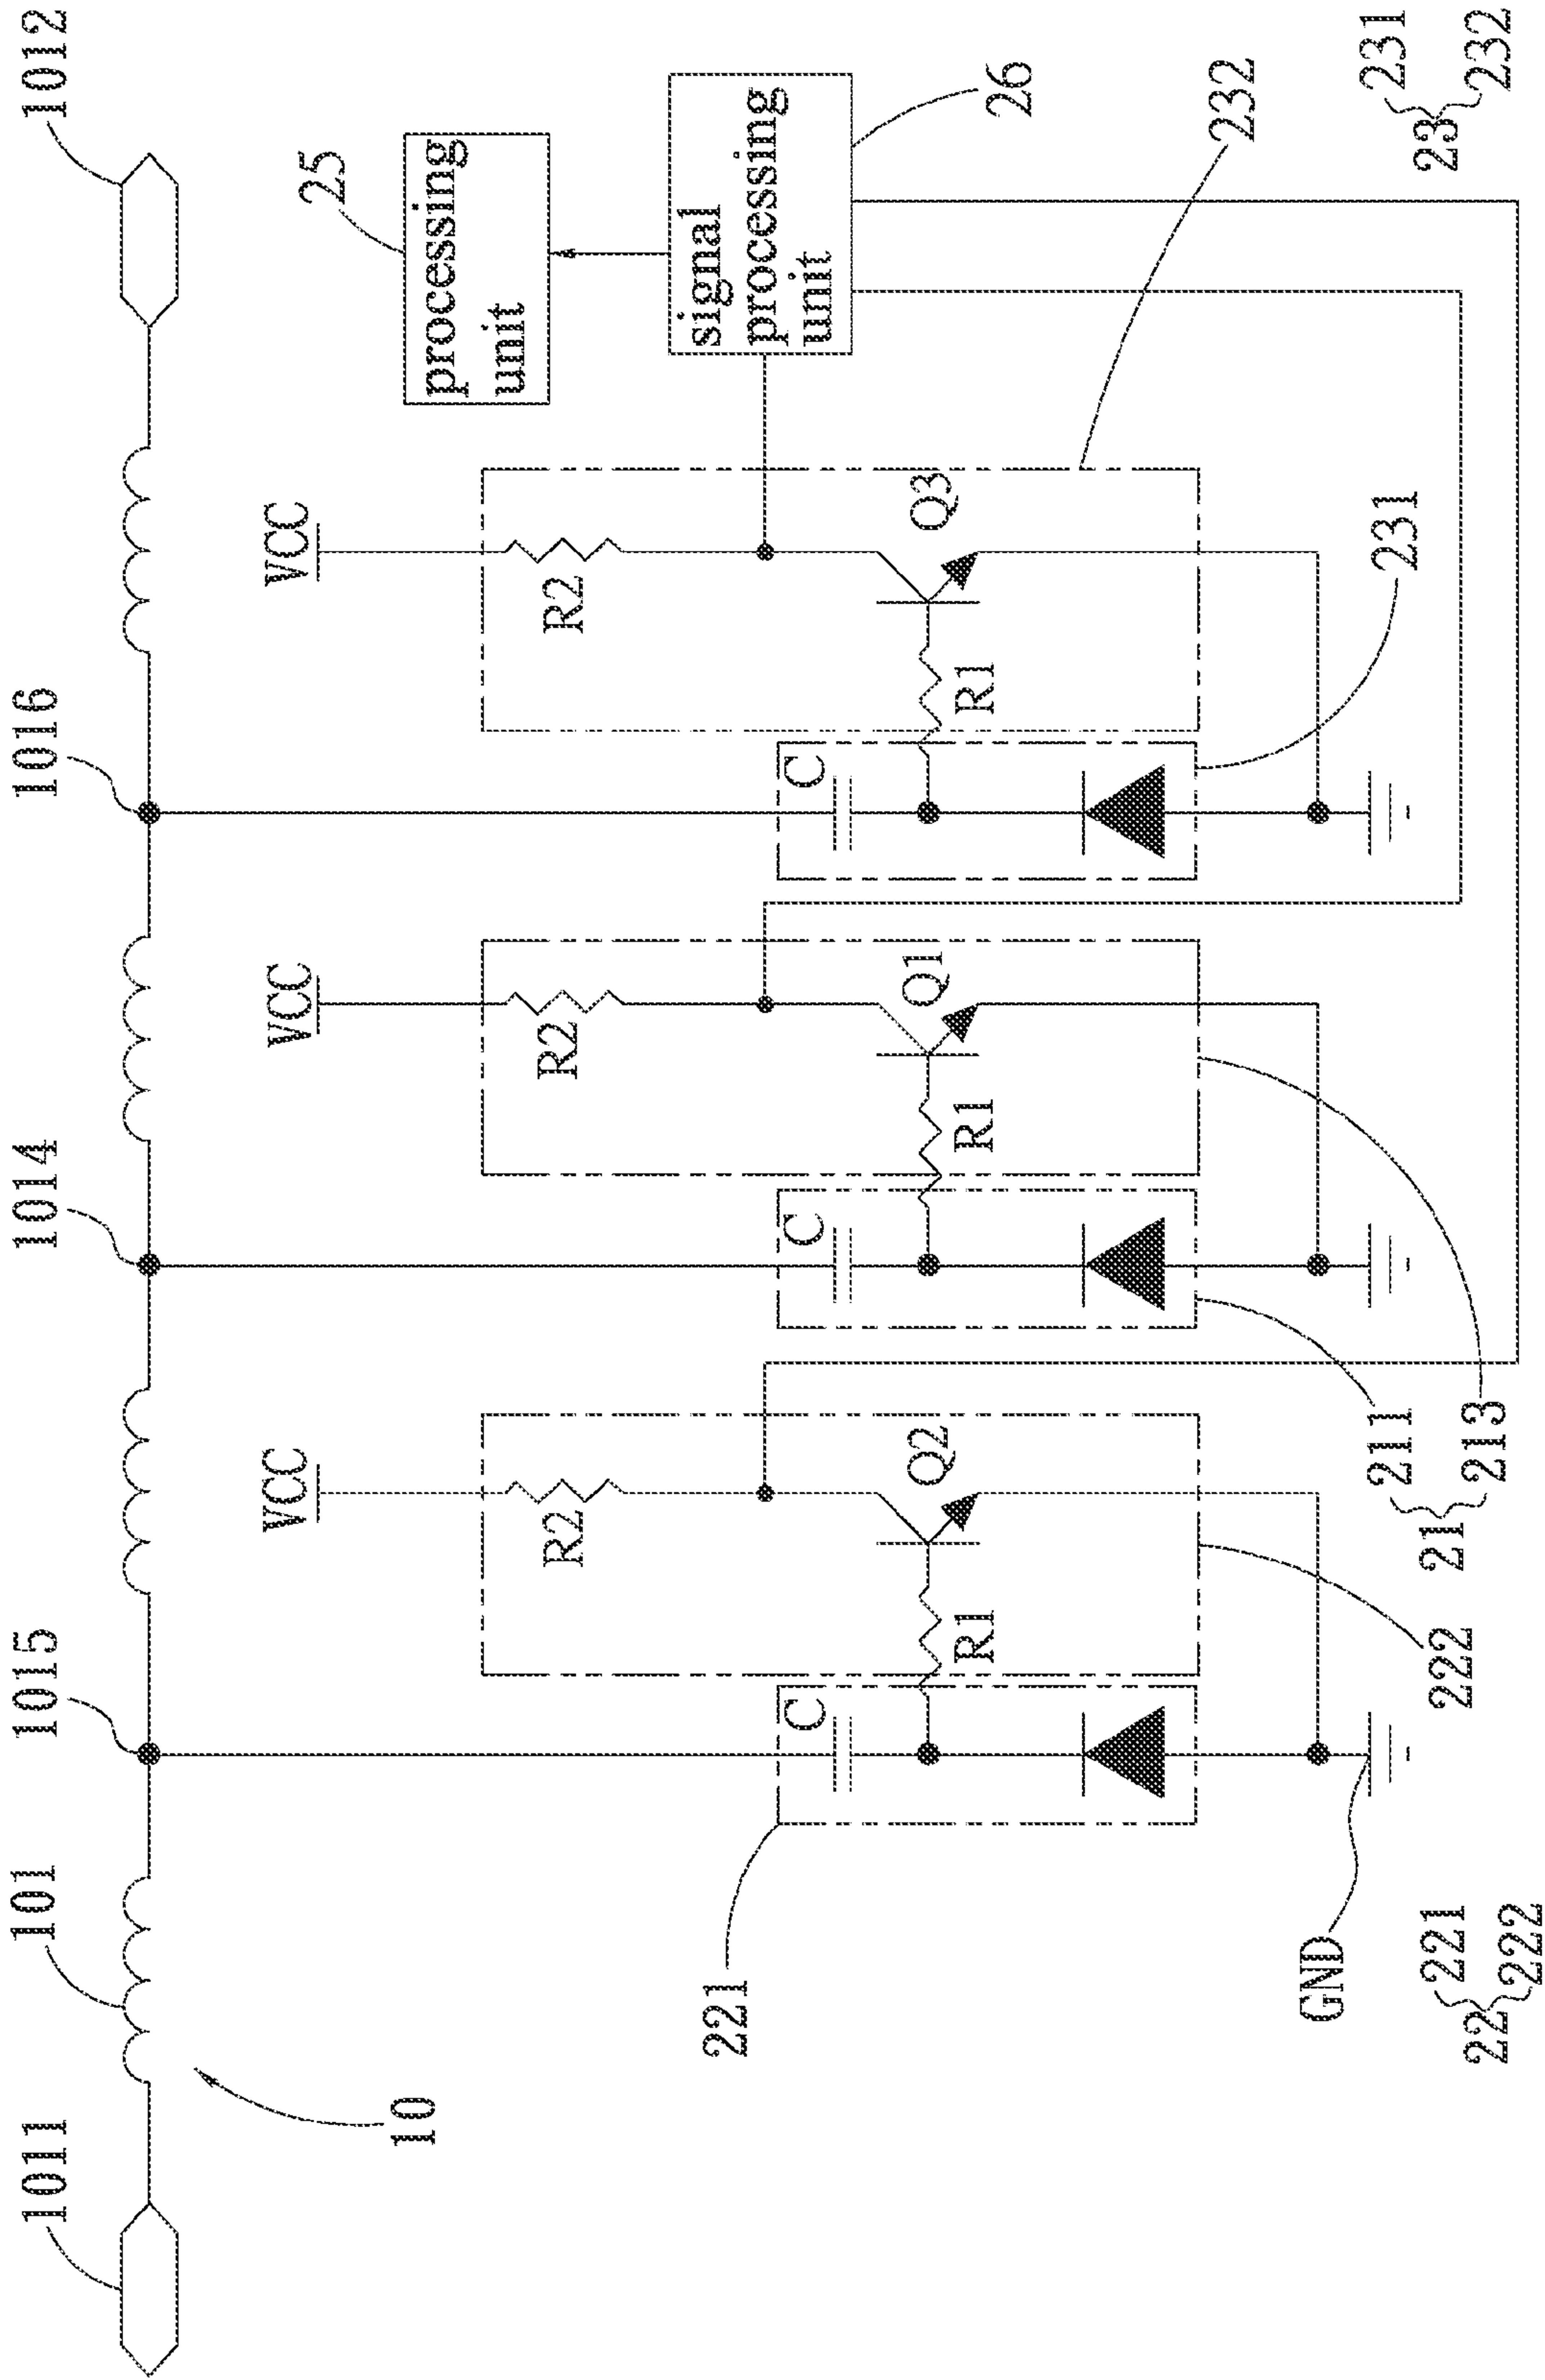 1012
25
processing
unit
signal
processing
unit
26
232
231
23
232
1016
VCC
R2
Q3
C
R1
231
1014
VCC
R2
Q1
C
R1
211
21
213
1015
VCC
R2
Q2
C
R1
222
101
221
GND
221
22
222
1011
10